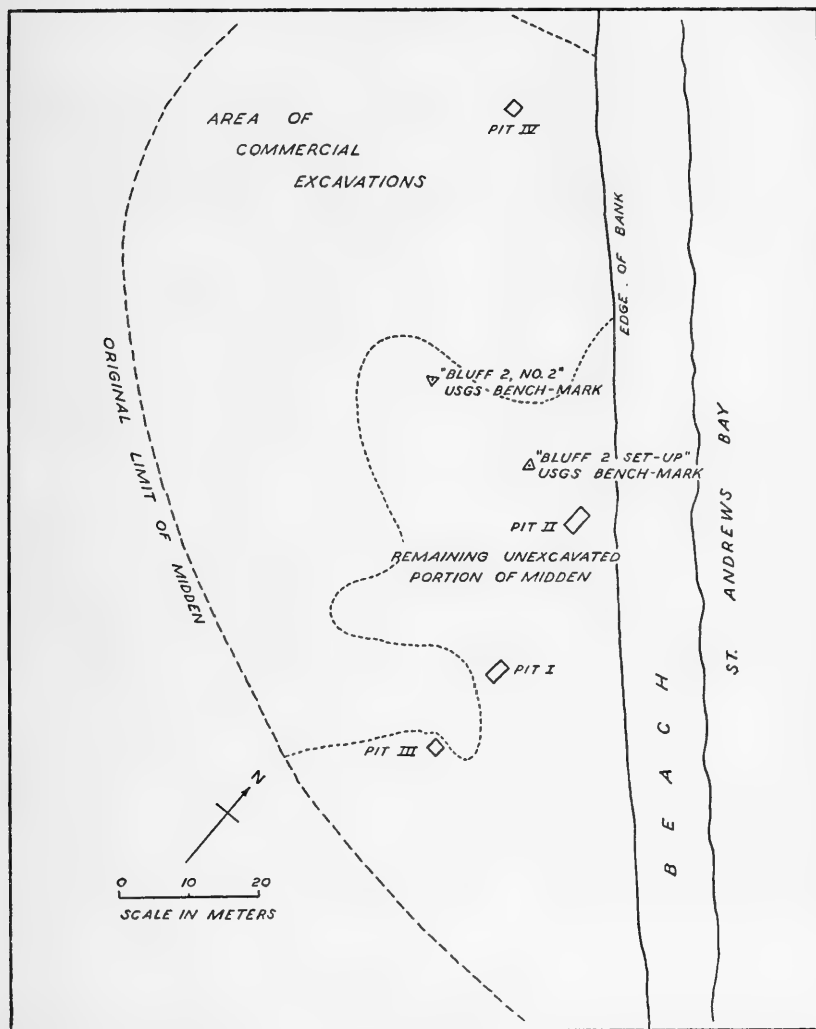 AREA OF
COMMERCIAL
EXCAVATIONS
PIT IV
EDGE OF BANK
ORIGINAL LIMIT OF MIDDEN
"BLUFF 2, NO. 2"
USGS BENCH-MARK
"BLUFF 2 SET-UP"
USGS BENCH-MARK
PIT II
REMAINING UNEXCAVATED
PORTION OF MIDDEN
ST. ANDREWS BAY
PIT I
BEACH
PIT III
N
0 10 20
SCALE IN METERS